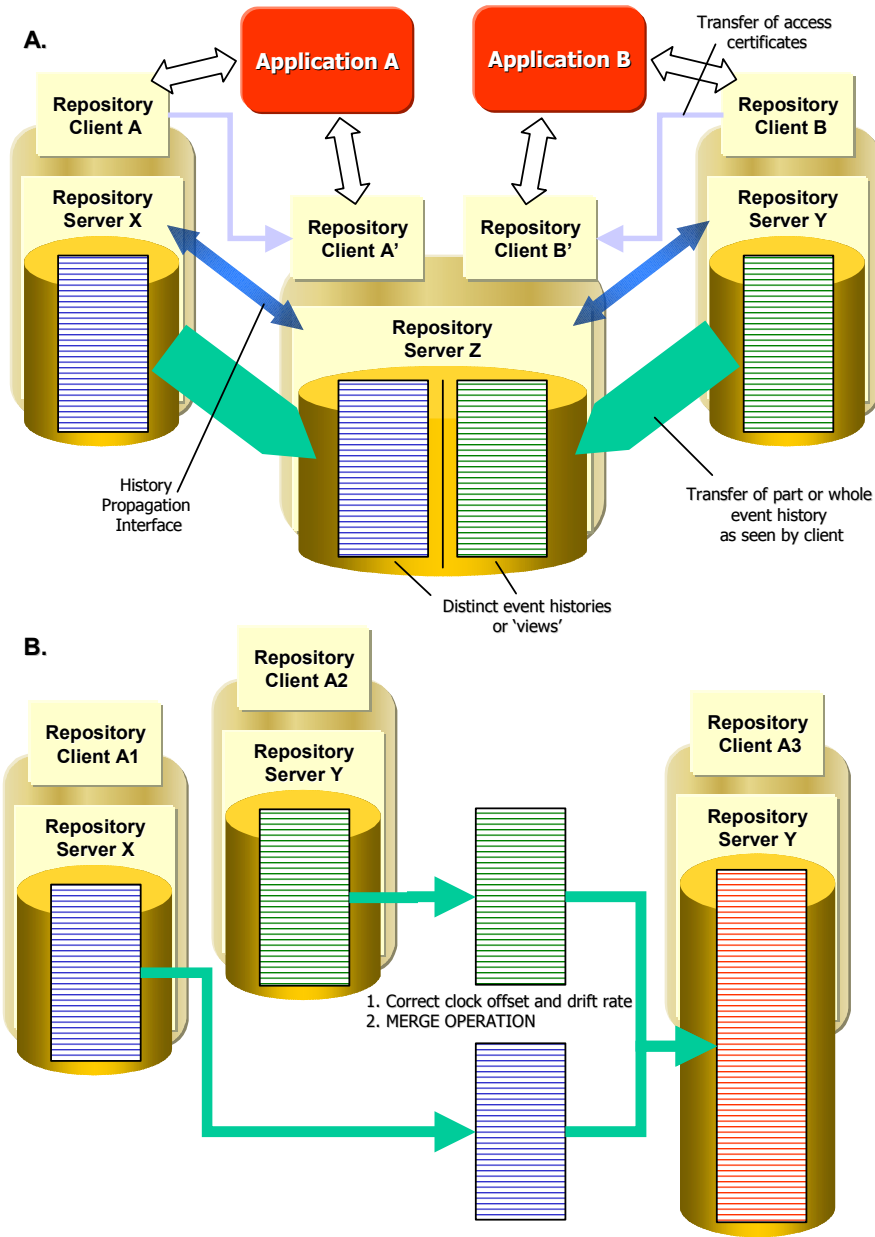 A.
Transfer of access
certificates
Application A
Application B
Repository
Client A
Repository
Client B
Repository
Server X
Repository
Client A’
Repository
Client B’
Repository
Server Y
Repository
Server Z
History
Propagation
Interface
Transfer of part or whole
event history
as seen by client
Distinct event histories
or ‘views’
B.
Repository
Client A2
Repository
Client A1
Repository
Client A3
Repository
Server Y
Repository
Server X
Repository
Server Y
1. Correct clock offset and drift rate
2. MERGE OPERATION